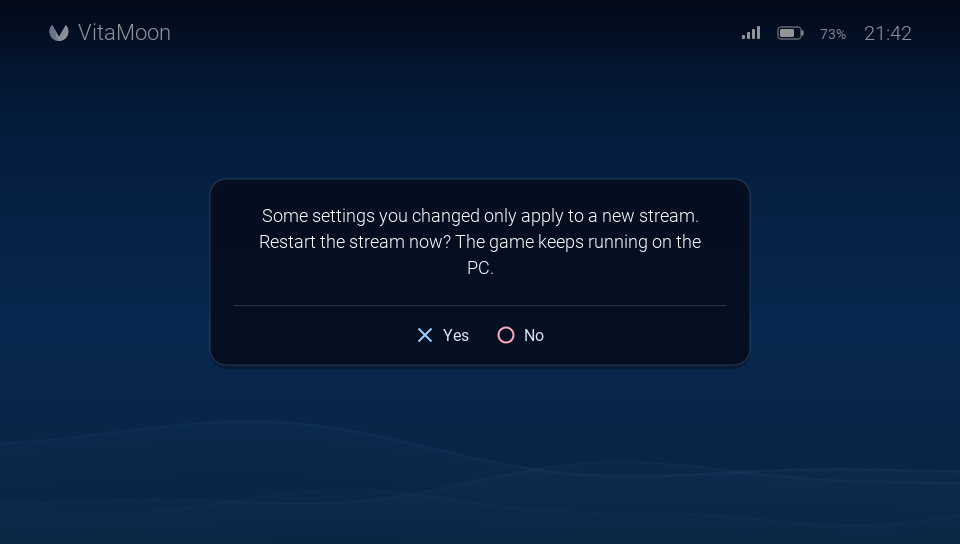 VitaMoon
73%
21:42
Some settings you changed only apply to a new stream.
Restart the stream now? The game keeps running on the
PC.
Yes
No